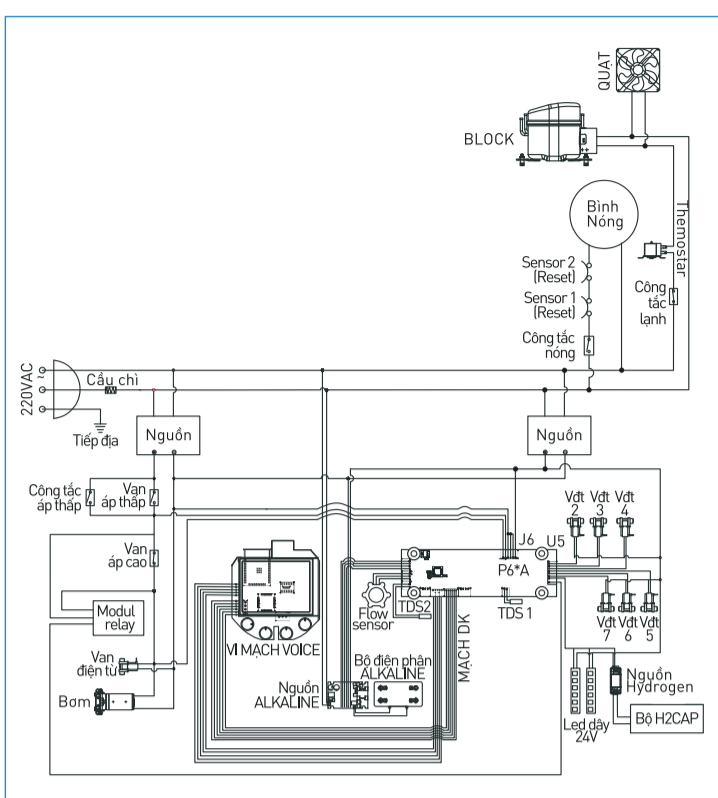 QUẠT
BLOCK
Bình
Nóng
Themostar
Sensor 2
(Reset)
Sensor 1
(Reset)
Công
tắc
lạnh
Công tắc
nóng
220VAC
~
Cầu chì
Tiếp địa
Nguồn
Nguồn
Công tắc
áp thấp
Van
áp thấp
Van
áp cao
Modul
relay
Van
điện từ
Bơm
VỈ MẠCH VOICE
Flow
sensor
TDS2
Bộ điện phân
ALKALINE
Nguồn
ALKALINE
MẠCH DK
J6
U5
P6*A
TDS 1
Vđt
2
Vđt
3
Vđt
4
Vđt
7
Vđt
6
Vđt
5
Led dây
24V
Nguồn
Hydrogen
Bộ H2CAP